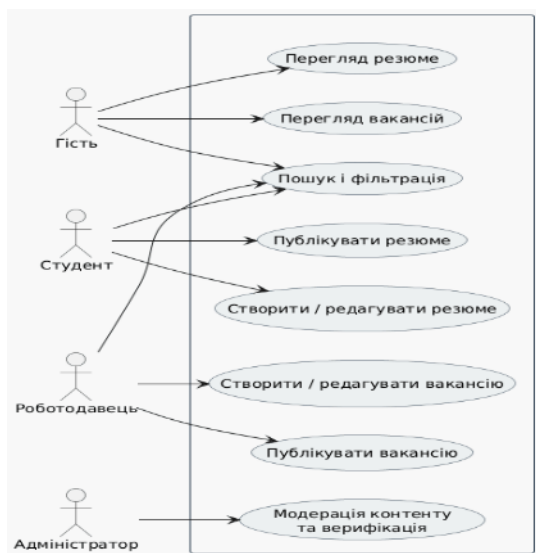 Перегляд резюме
Перегляд вакансій
Гість
Пошук і фільтрація
Публікувати резюме
Студент
Створити / редагувати резюме
Створити / редагувати вакансію
Роботодавець
Публікувати вакансію
Модерація контенту
та верифікація
Адміністратор